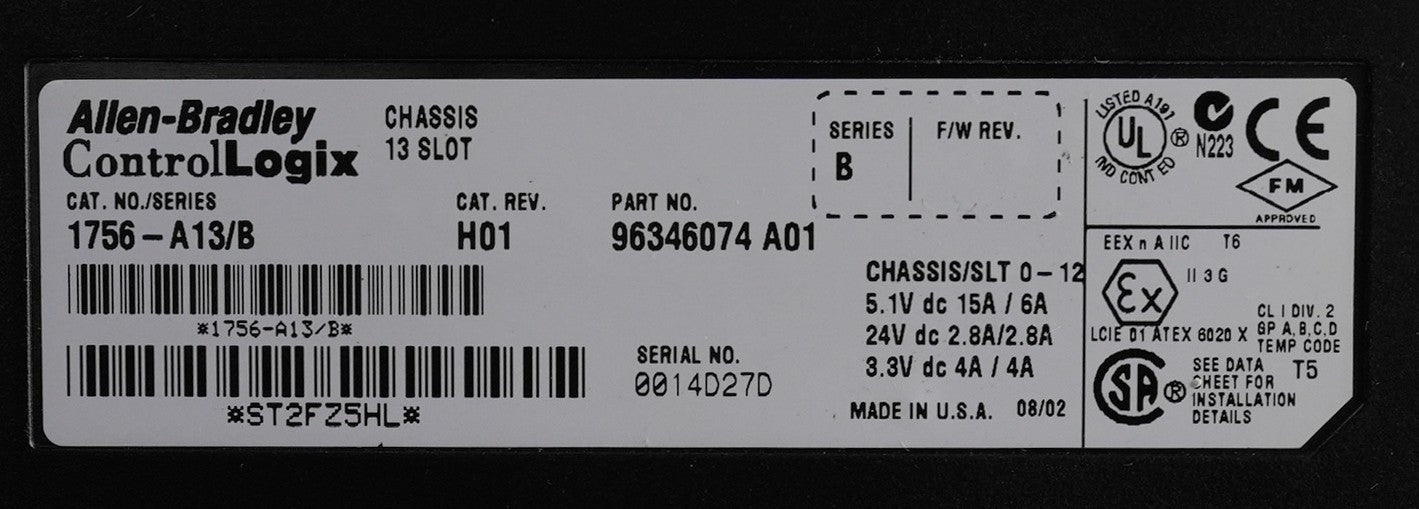 Allen-Bradley
ControlLogix
CHASSIS
13 SLOT
CAT. NO./SERIES
1756-A13/B
CAT. REV.
H01
PART NO.
96346074 A01
SERIES
B
F/W REV.
*1756-A13/B*
*ST2FZ5HL*
SERIAL NO.
0014D27D
CHASSIS/SLT 0-12
5.1V dc 15A / 6A
24V dc 2.8A/2.8A
3.3V dc 4A / 4A
MADE IN U.S.A. 08/02
LISTED A197
UL ®
IND CONT EQ
N223
CE
FM
APPROVED
EEX n A IIC T6
Ex
II 3 G
LCIE 01 ATEX 6020 X
CL I DIV. 2
GP A,B,C,D
TEMP CODE
T5
SA ®
SEE DATA
SHEET FOR
INSTALLATION
DETAILS